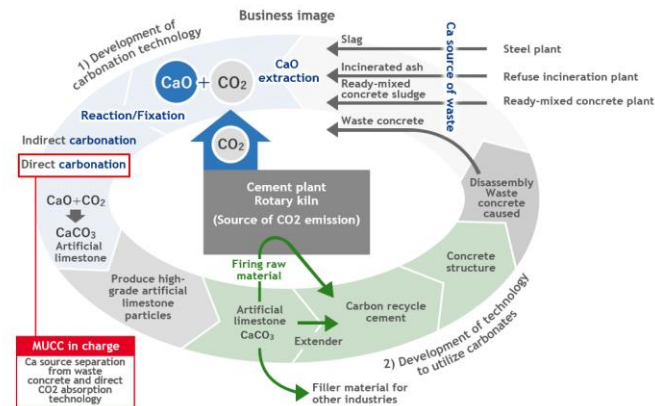 Business image
1) Development of
carbonation technology
CaO + CO2
CaO
extraction
Reaction/Fixation
Indirect carbonation
Direct carbonation
CaO+CO2
CaCO3
Artificial
limestone
Slag
Incinerated ash
Ready-mixed
concrete sludge
Waste concrete
Ca source of waste
Steel plant
Refuse incineration plant
Ready-mixed concrete plant
CO2
Cement plant
Rotary kiln
(Source of CO2 emission)
Disassembly
Waste
concrete
caused
Concrete
structure
Firing raw
material
Produce high-
grade artificial
limestone
particles
Artificial
limestone
CaCO3
Extender
Carbon recycle
cement
2) Development of technology
to utilize carbonates
Filler material for
other industries
MUCC in charge
Ca source separation
from waste
concrete and direct
CO2 absorption
technology